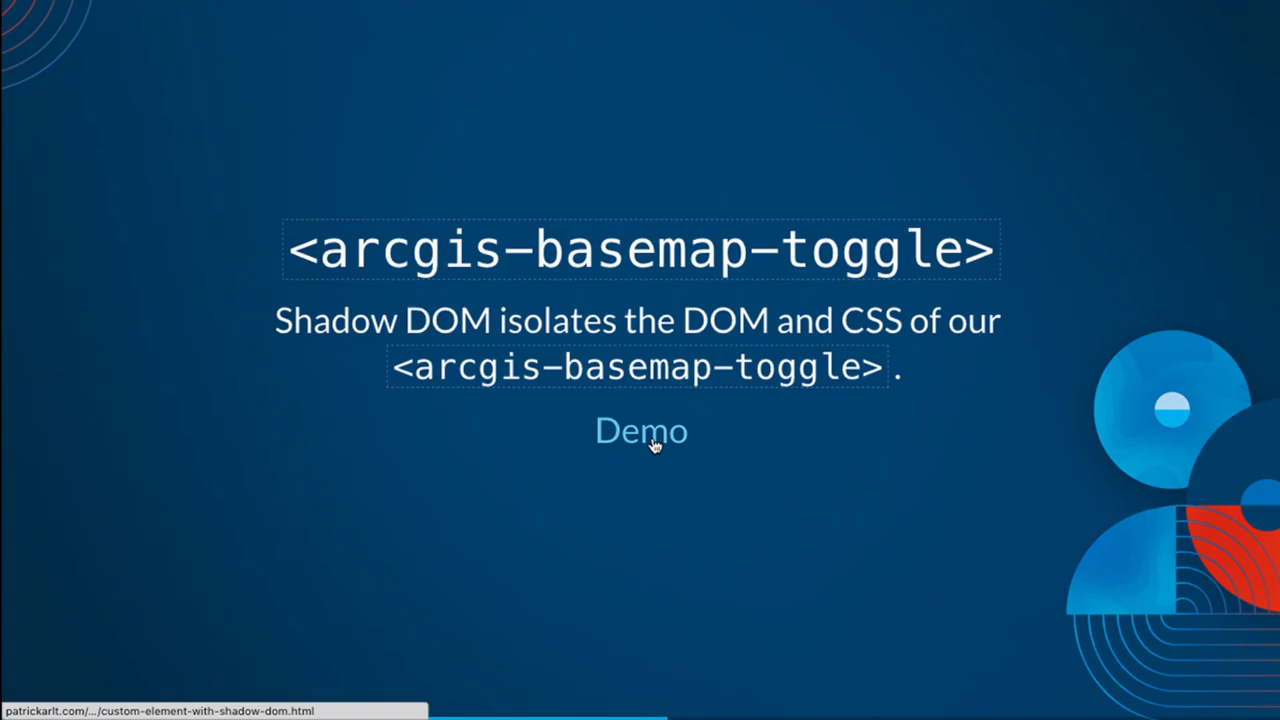 <arcgis-basemap-toggle>
Shadow DOM isolates the DOM and CSS of our
<arcgis-basemap-toggle> .
Demo
patrickarlt.com/.../custom-element-with-shadow-dom.html